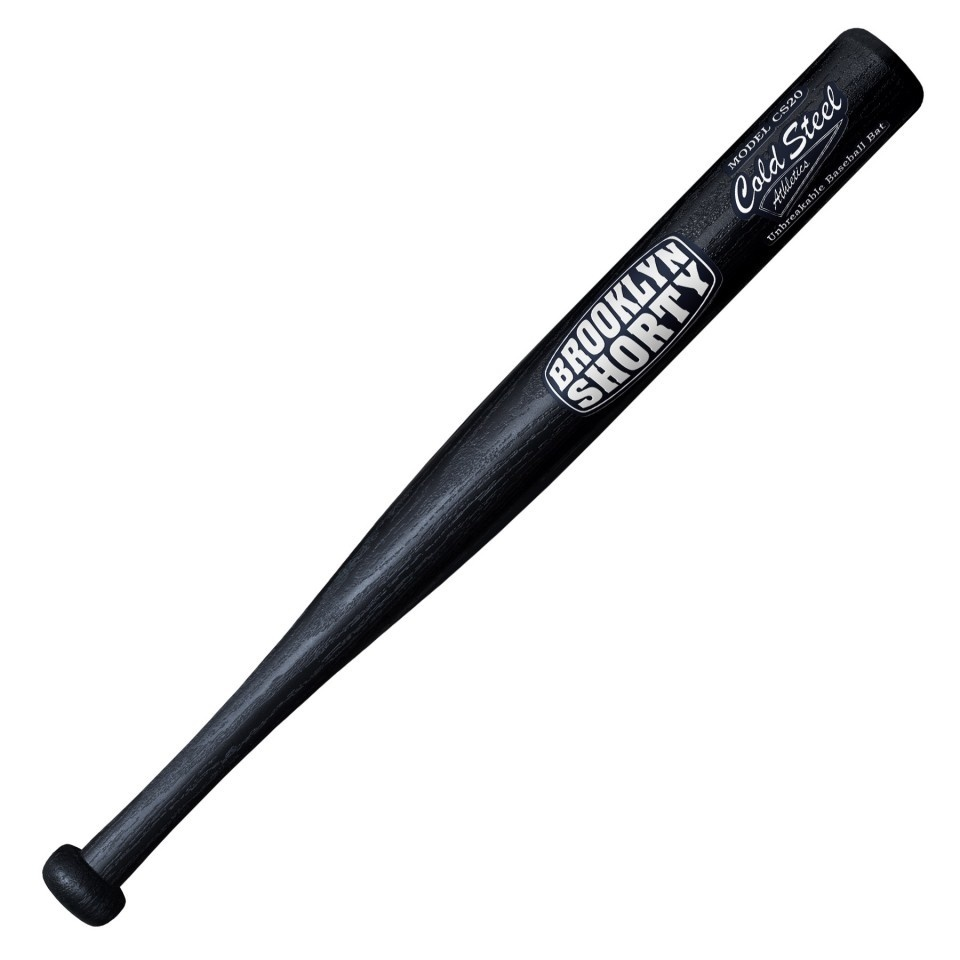 MODEL CS20
Cold Steel
Athletics
Unbreakable Baseball Bat
BROOKLYN
SHORTY